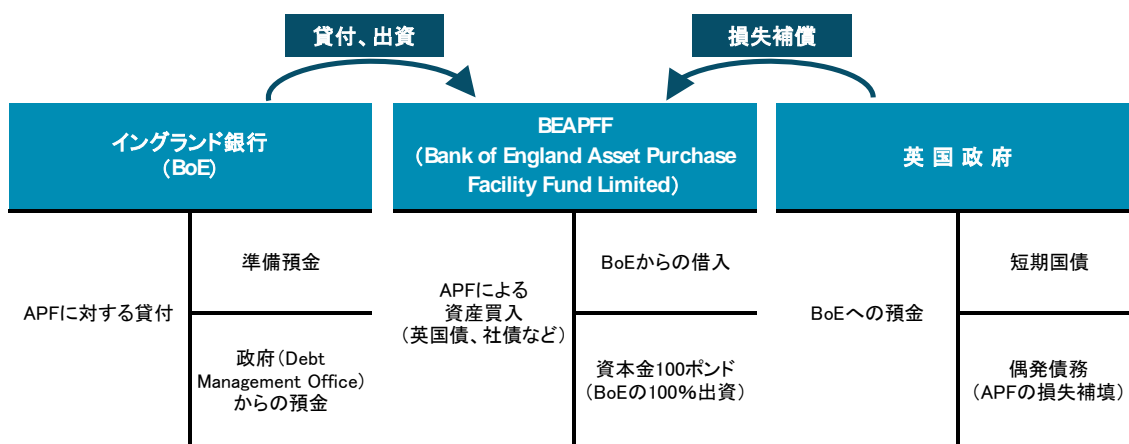 貸付、出資
損失補償
イングランド銀行
(BoE)
BEAPFF
(Bank of England Asset Purchase
Facility Fund Limited)
英国政府
APFに対する貸付
準備預金
政府(Debt
Management Office)
からの預金
APFによる
資産買入
(英国債、社債など)
BoEからの借入
資本金100ポンド
(BoEの100%出資)
BoEへの預金
短期国債
偶発債務
(APFの損失補填)